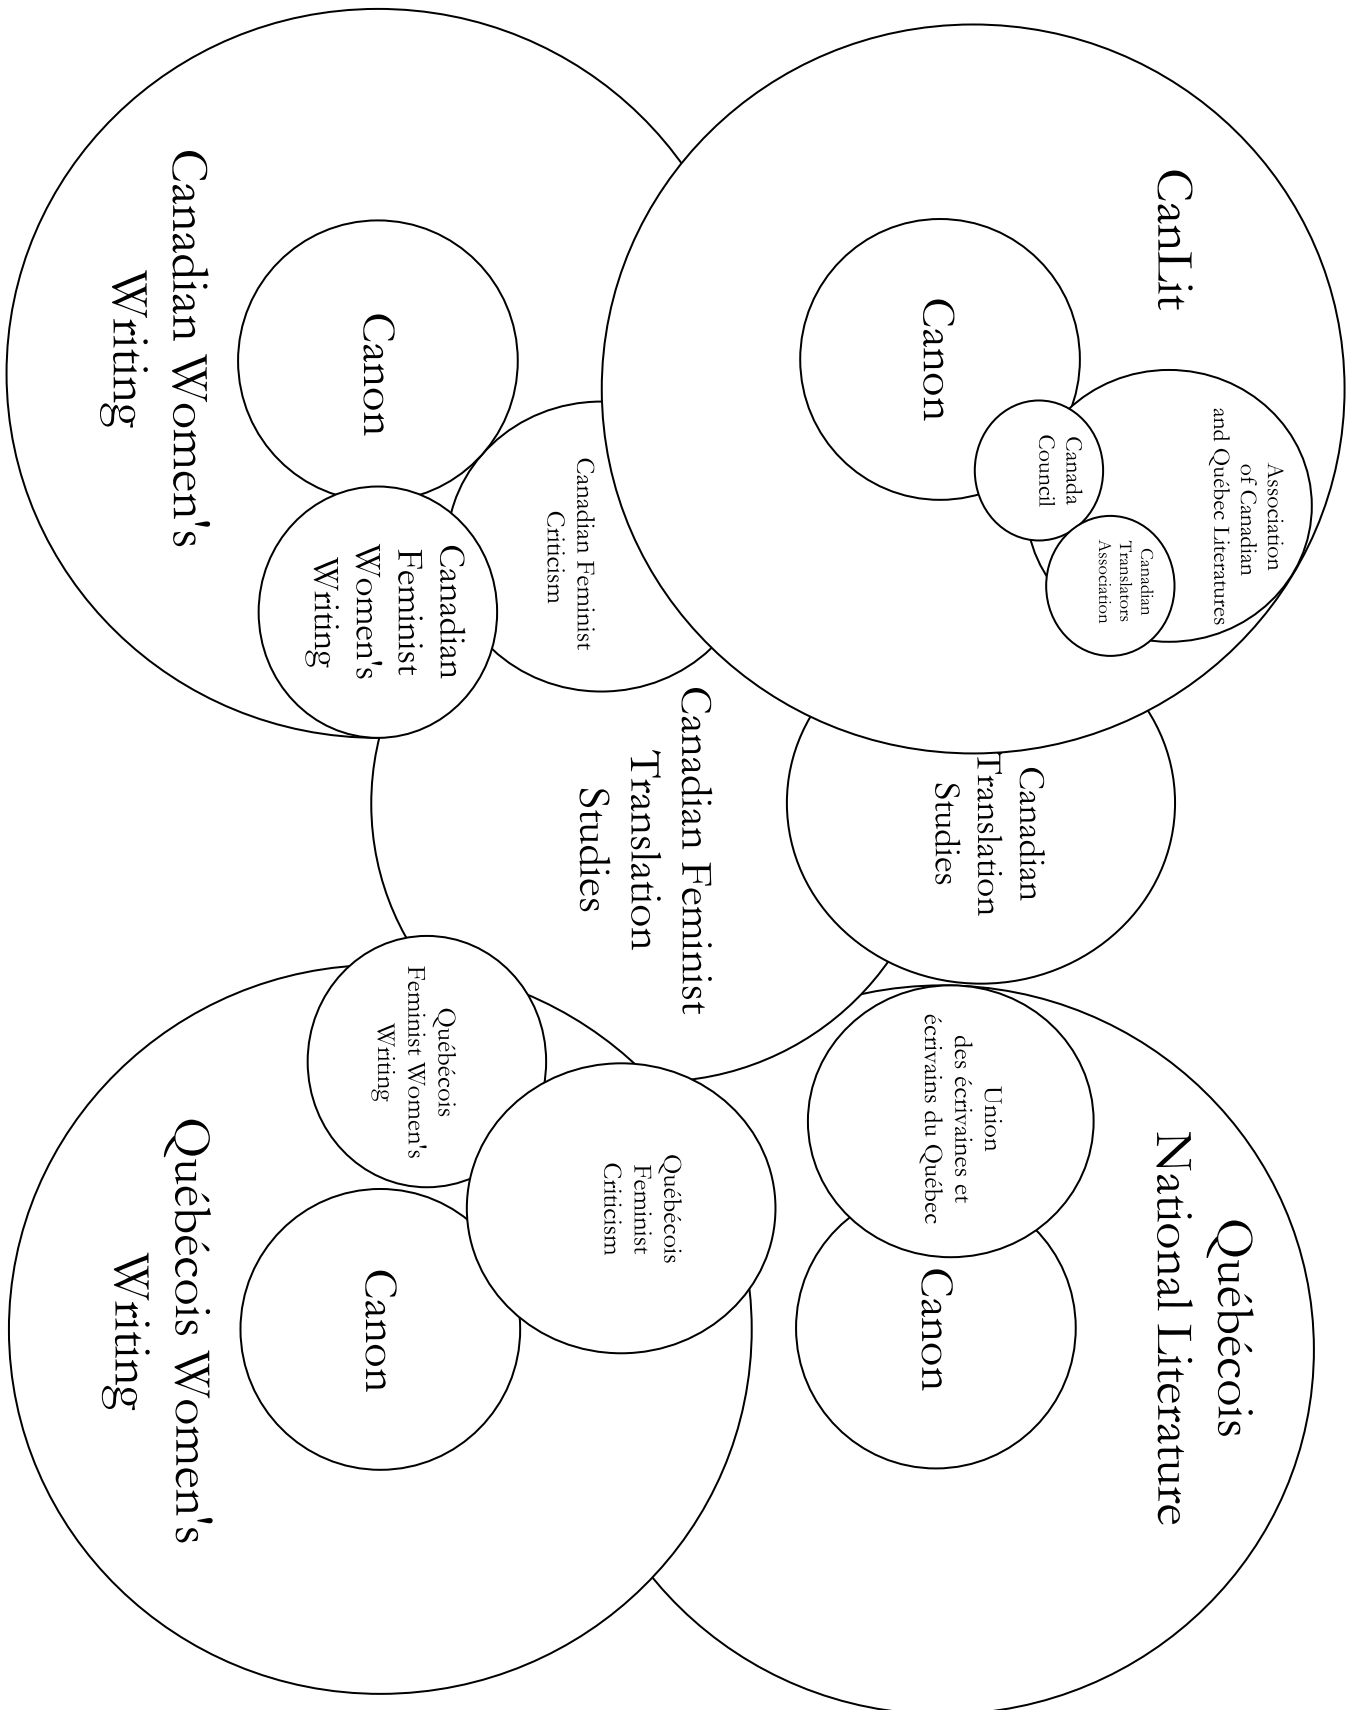 CanLit
Association
of Canadian
and Québec Literatures
Canadian
Translators
Association
Canada
Council
Canon
Québécois
National Literature
Union
des écrivaines et
écrivains du Québec
Canon
Canadian
Translation
Studies
Canadian Feminist
Translation
Studies
Canadian Feminist
Criticism
Québécois
Feminist
Criticism
Canon
Canadian
Feminist
Women's
Writing
Québécois
Feminist Women's
Writing
Canon
Canadian Women's
Writing
Québécois Women's
Writing